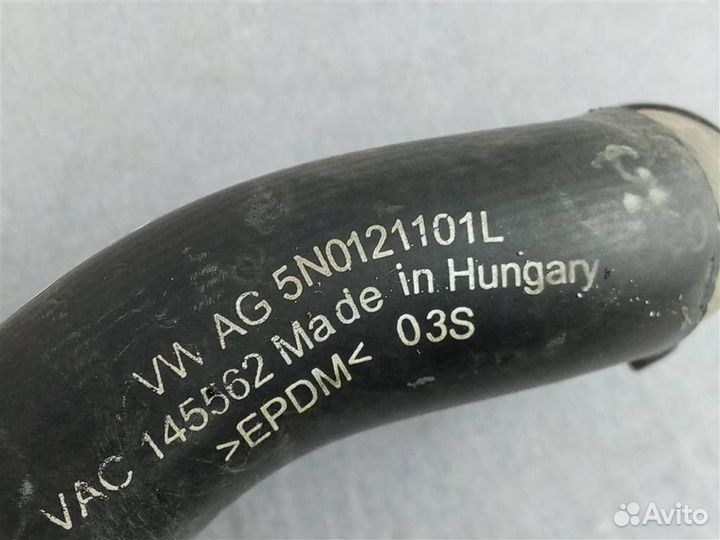 VW AG 5N0121101L
VAC 145562 Made in Hungary
>EPDM< 03S
Avito